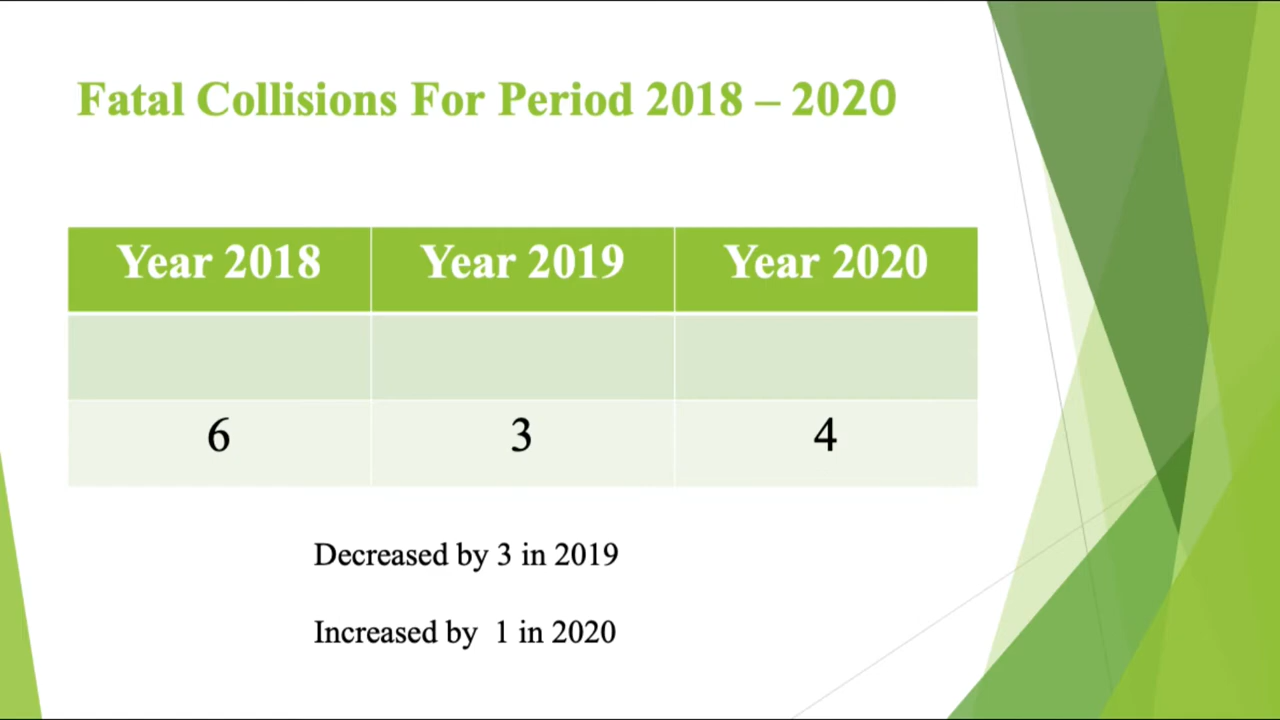 Fatal Collisions For Period 2018 – 2020
Year 2018 Year 2019 Year 2020
6 3 4
Decreased by 3 in 2019
Increased by  1 in 2020